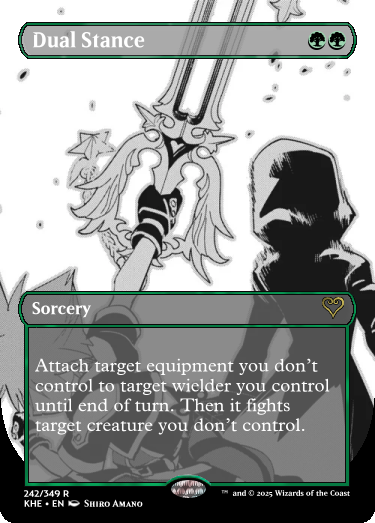 Dual Stance
Sorcery
Attach target equipment you don't
control to target wielder you control
until end of turn. Then it fights
target creature you don't control.
242/349 R
KHE • EN Shiro Amano
™ and © 2025 Wizards of the Coast